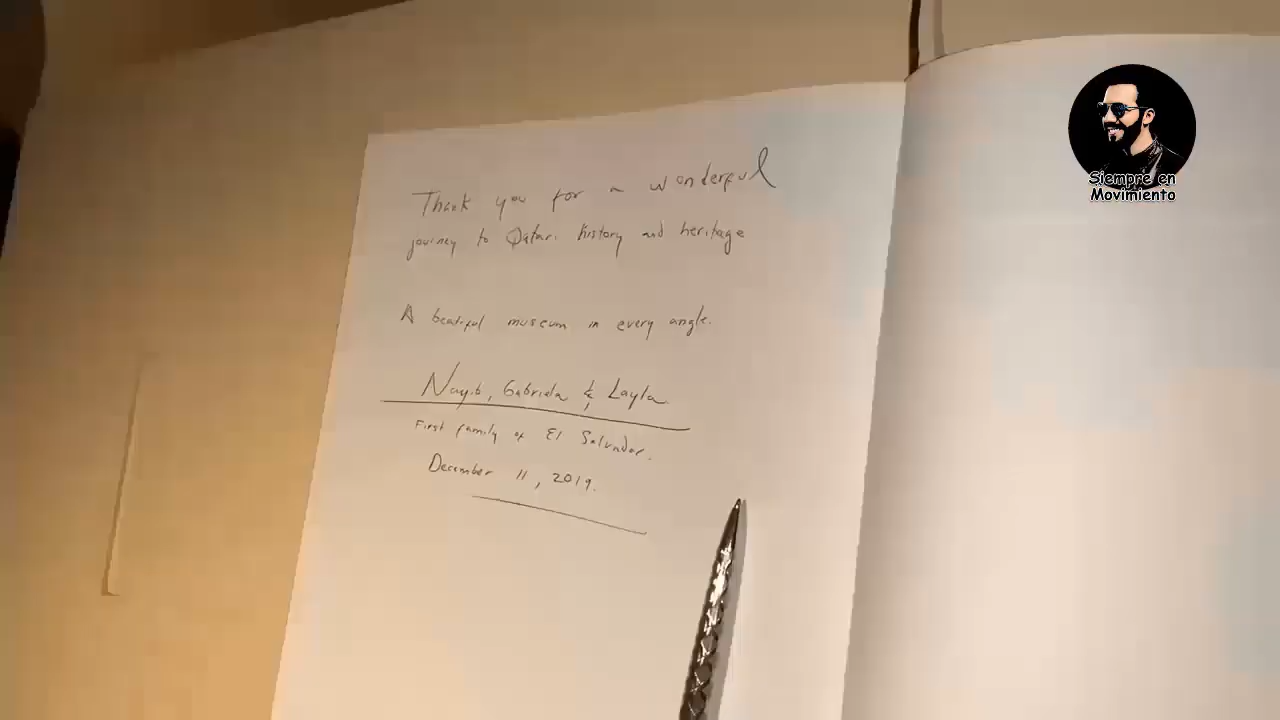 Thank you for a wonderful
journey to Qatari history and heritage
A beatiful museum in every angle.
Nayib, Gabriela & Layla.
First family of El Salvador.
December 11, 2019.
Siempre en
Movimiento